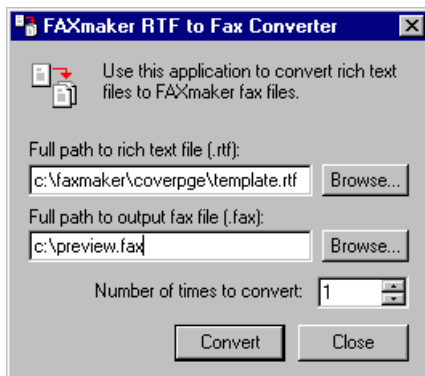 FAXmaker RTF to Fax Converter
Use this application to convert rich text
files to FAXmaker fax files.
Full path to rich text file (.rtf):
c:\faxmaker\coverpge\template.rtf Browse...
Full path to output fax file (.fax):
c:\preview.fax Browse...
Number of times to convert: 1
Convert Close